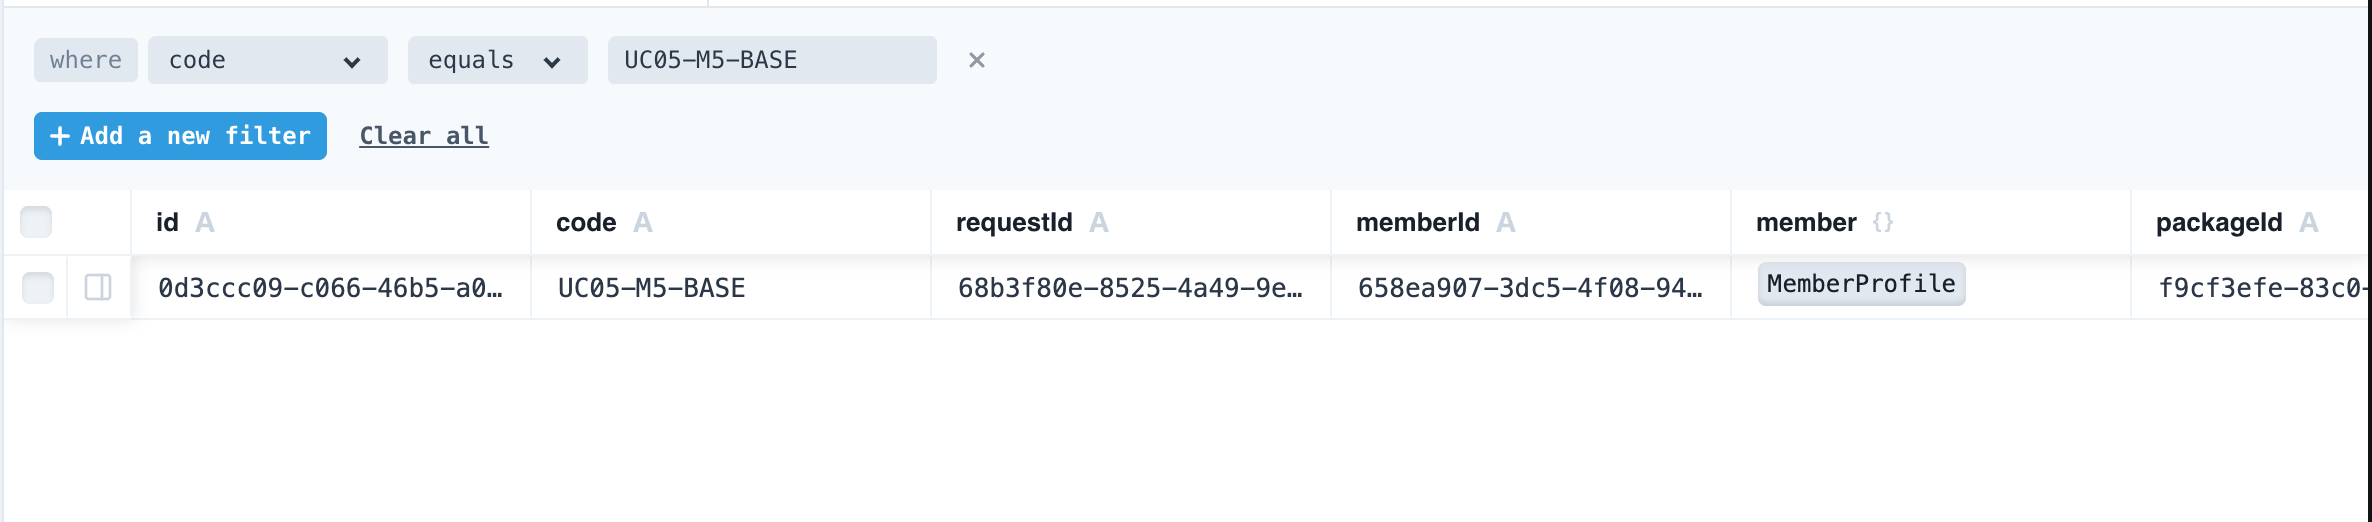 where code equals UC05-M5-BASE ×
+ Add a new filter Clear all
id A code A requestId A memberId A member {} packageId A
0d3ccc09-c066-46b5-a0… UC05-M5-BASE 68b3f80e-8525-4a49-9e… 658ea907-3dc5-4f08-94… MemberProfile f9cf3efe-83c0-